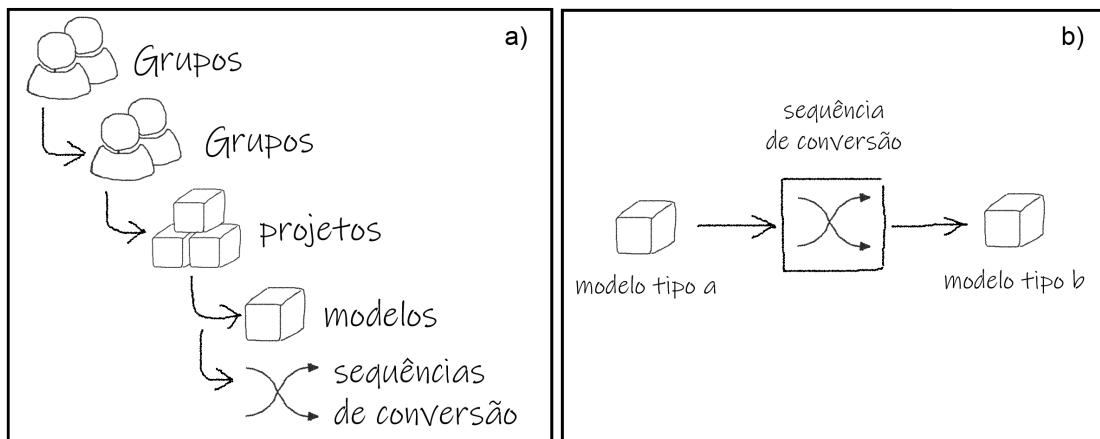 a)
Grupos
Grupos
projetos
modelos
sequências
de conversão
b)
sequência
de conversão
modelo tipo a
modelo tipo b